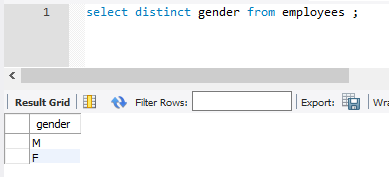 1 select distinct gender from employees ;
Result Grid Filter Rows: Export: Wra
gender
M
F